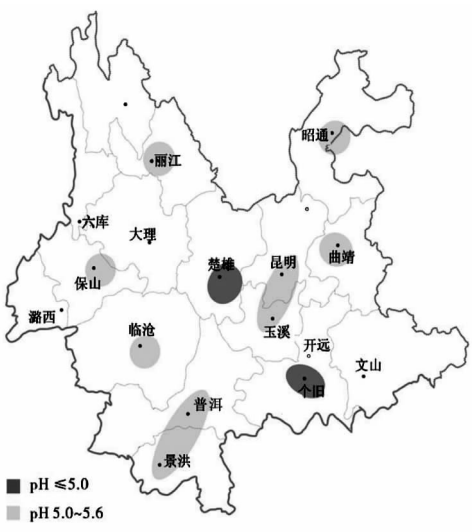 昭通
丽江
六库
大理
曲靖
楚雄
昆明
保山
潞西
玉溪
临沧
开远
文山
个旧
普洱
景洪
pH ≤5.0
pH 5.0~5.6